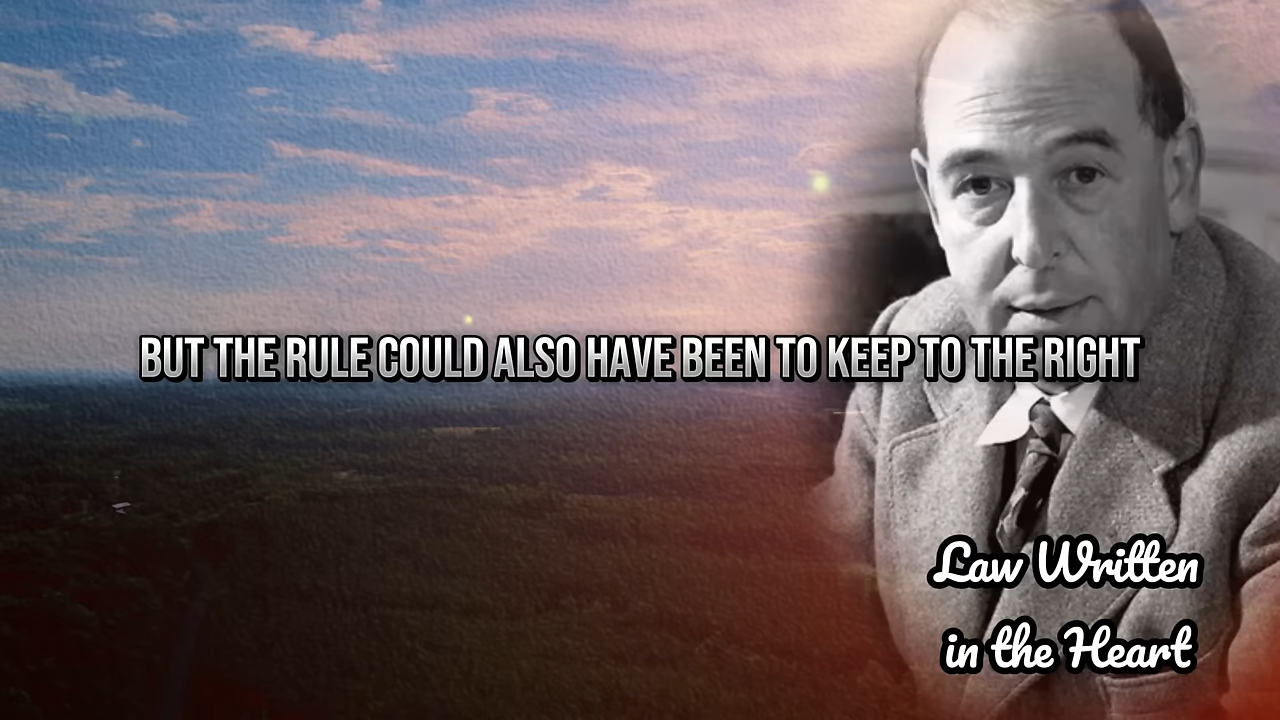 BUT THE RULE COULD ALSO HAVE BEEN TO KEEP TO THE RIGHT
Law Written
in the Heart